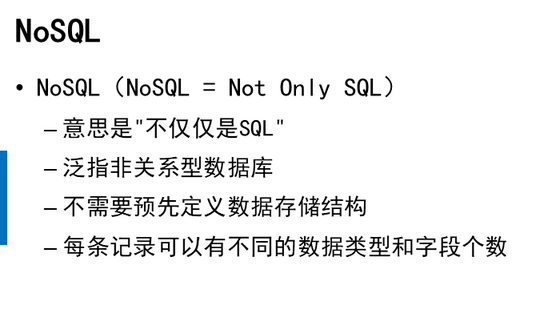 NoSQL
• NoSQL（NoSQL = Not Only SQL）
– 意思是"不仅仅是SQL"
– 泛指非关系型数据库
– 不需要预先定义数据存储结构
– 每条记录可以有不同的数据类型和字段个数